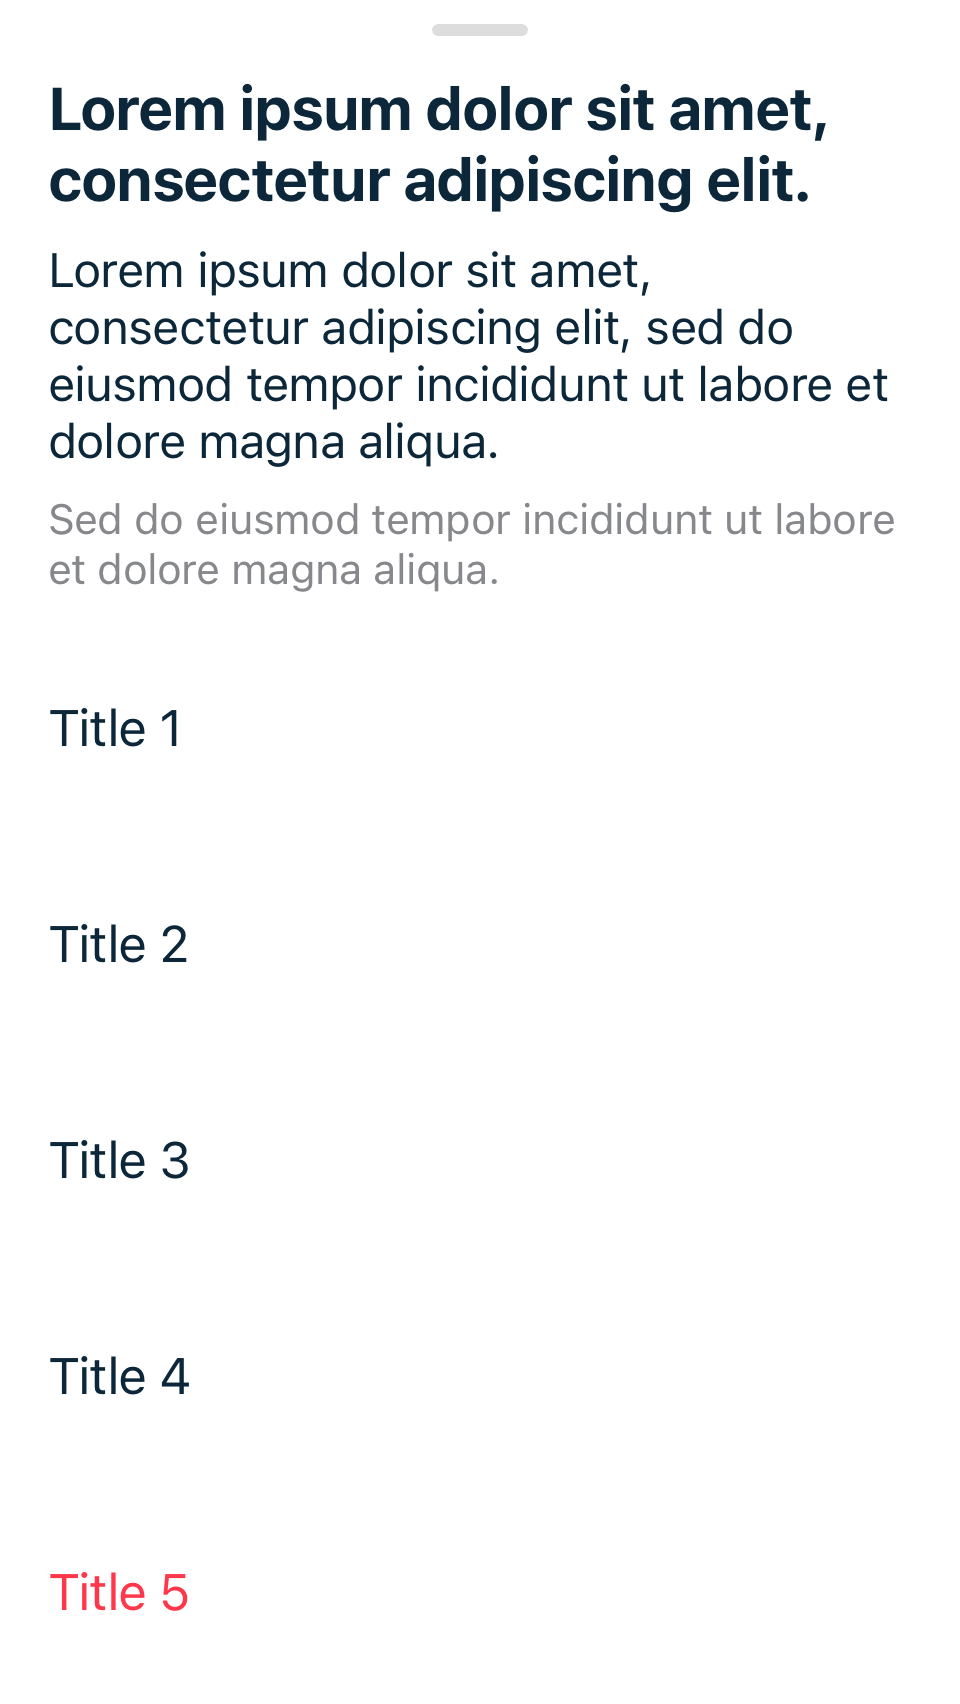 Lorem ipsum dolor sit amet,
consectetur adipiscing elit.
Lorem ipsum dolor sit amet,
consectetur adipiscing elit, sed do
eiusmod tempor incididunt ut labore et
dolore magna aliqua.
Sed do eiusmod tempor incididunt ut labore
et dolore magna aliqua.
Title 1
Title 2
Title 3
Title 4
Title 5